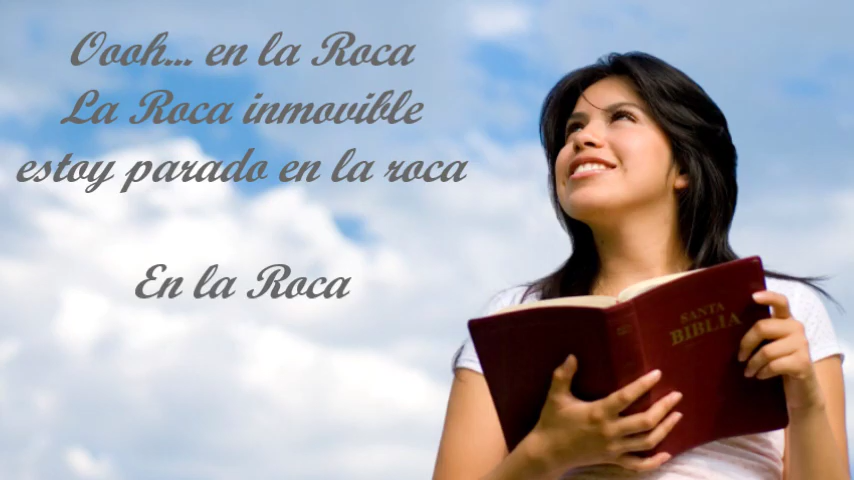 Oooh... en la Roca
La Roca inmovible
estoy parado en la roca
En la Roca
SANTA
BIBLIA